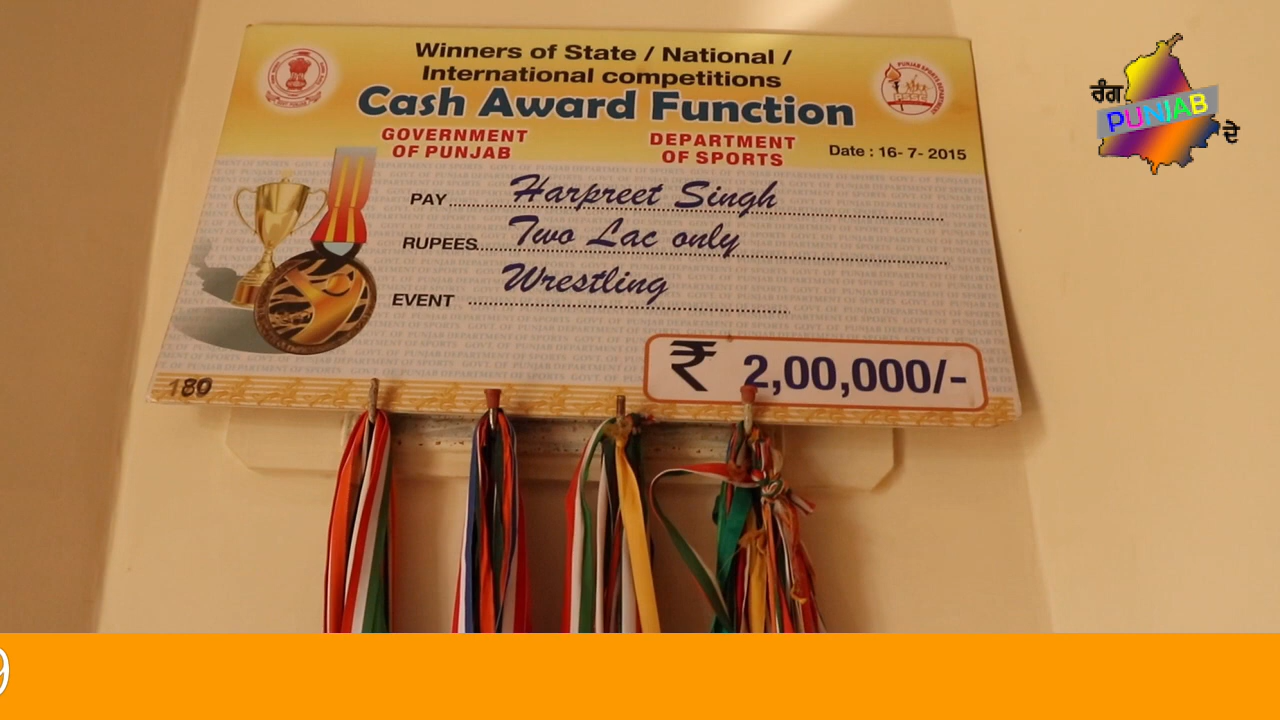 Winners of State / National /
International competitions
Cash Award Function
GOVERNMENT
OF PUNJAB
DEPARTMENT
OF SPORTS
Date : 16- 7- 2015
PAY Harpreet Singh
RUPEES Two Lac only
EVENT Wrestling
₹ 2,00,000/-
180
ਰੰਗ
PUNJAB
ਦੇ
9